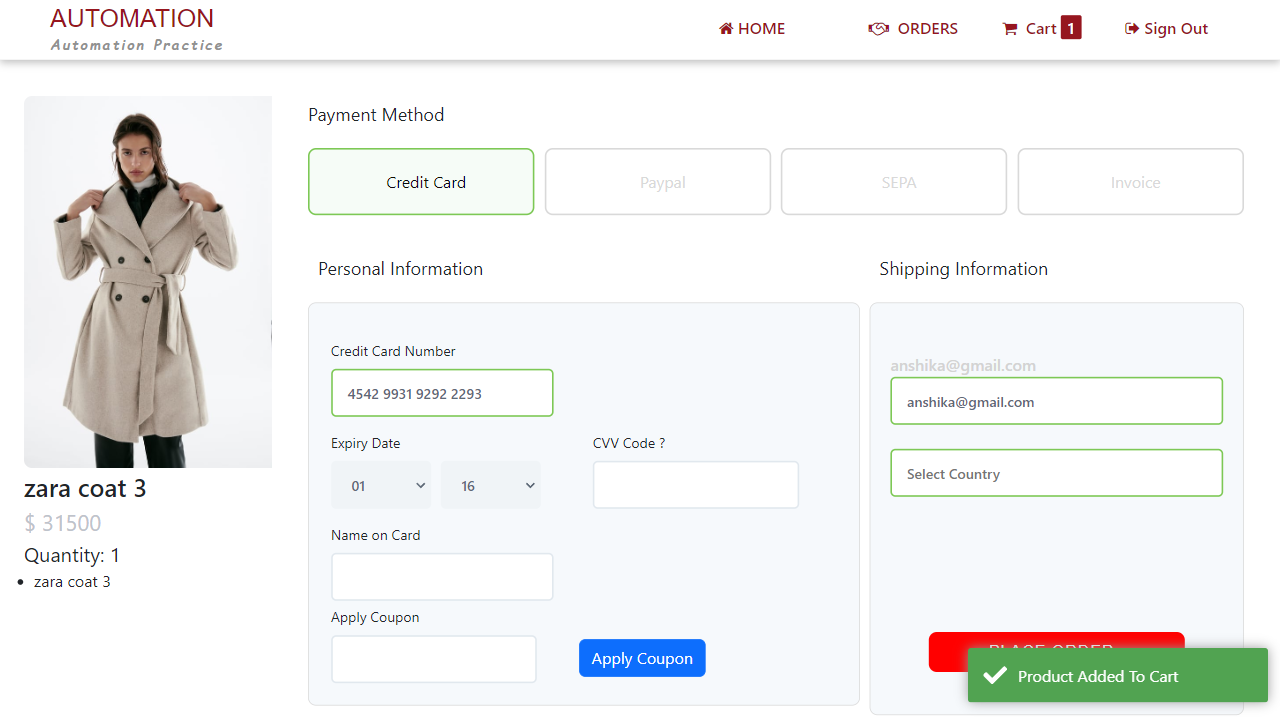 AUTOMATION
Automation Practice
HOME
ORDERS
Cart 1
Sign Out
Payment Method
Credit Card
Paypal
SEPA
Invoice
Personal Information
Shipping Information
Credit Card Number
4542 9931 9292 2293
Expiry Date
CVV Code ?
01
16
Name on Card
Apply Coupon
Apply Coupon
anshika@gmail.com
anshika@gmail.com
Select Country
PLACE ORDER
Product Added To Cart
zara coat 3
$ 31500
Quantity: 1
zara coat 3